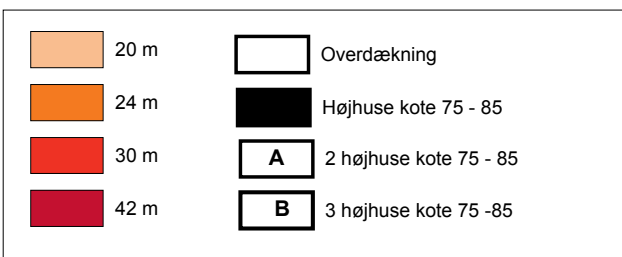 20 m
24 m
30 m
42 m
Overdækning
Højhuse kote 75 - 85
A 2 højhuse kote 75 - 85
B 3 højhuse kote 75 -85